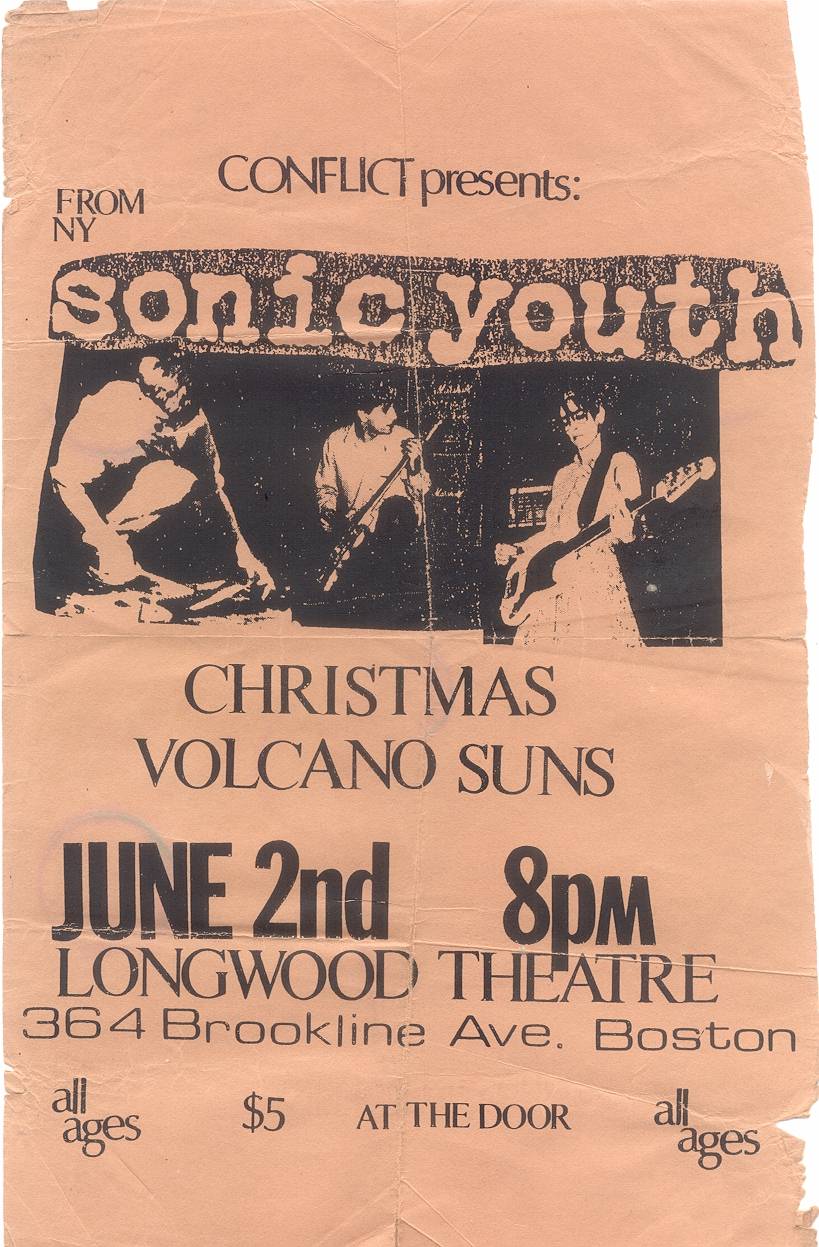 CONFLICT presents:
FROM
NY
sonic youth
CHRISTMAS
VOLCANO SUNS
JUNE 2nd 8pm
LONGWOOD THEATRE
364 Brookline Ave. Boston
all ages $5 AT THE DOOR all ages